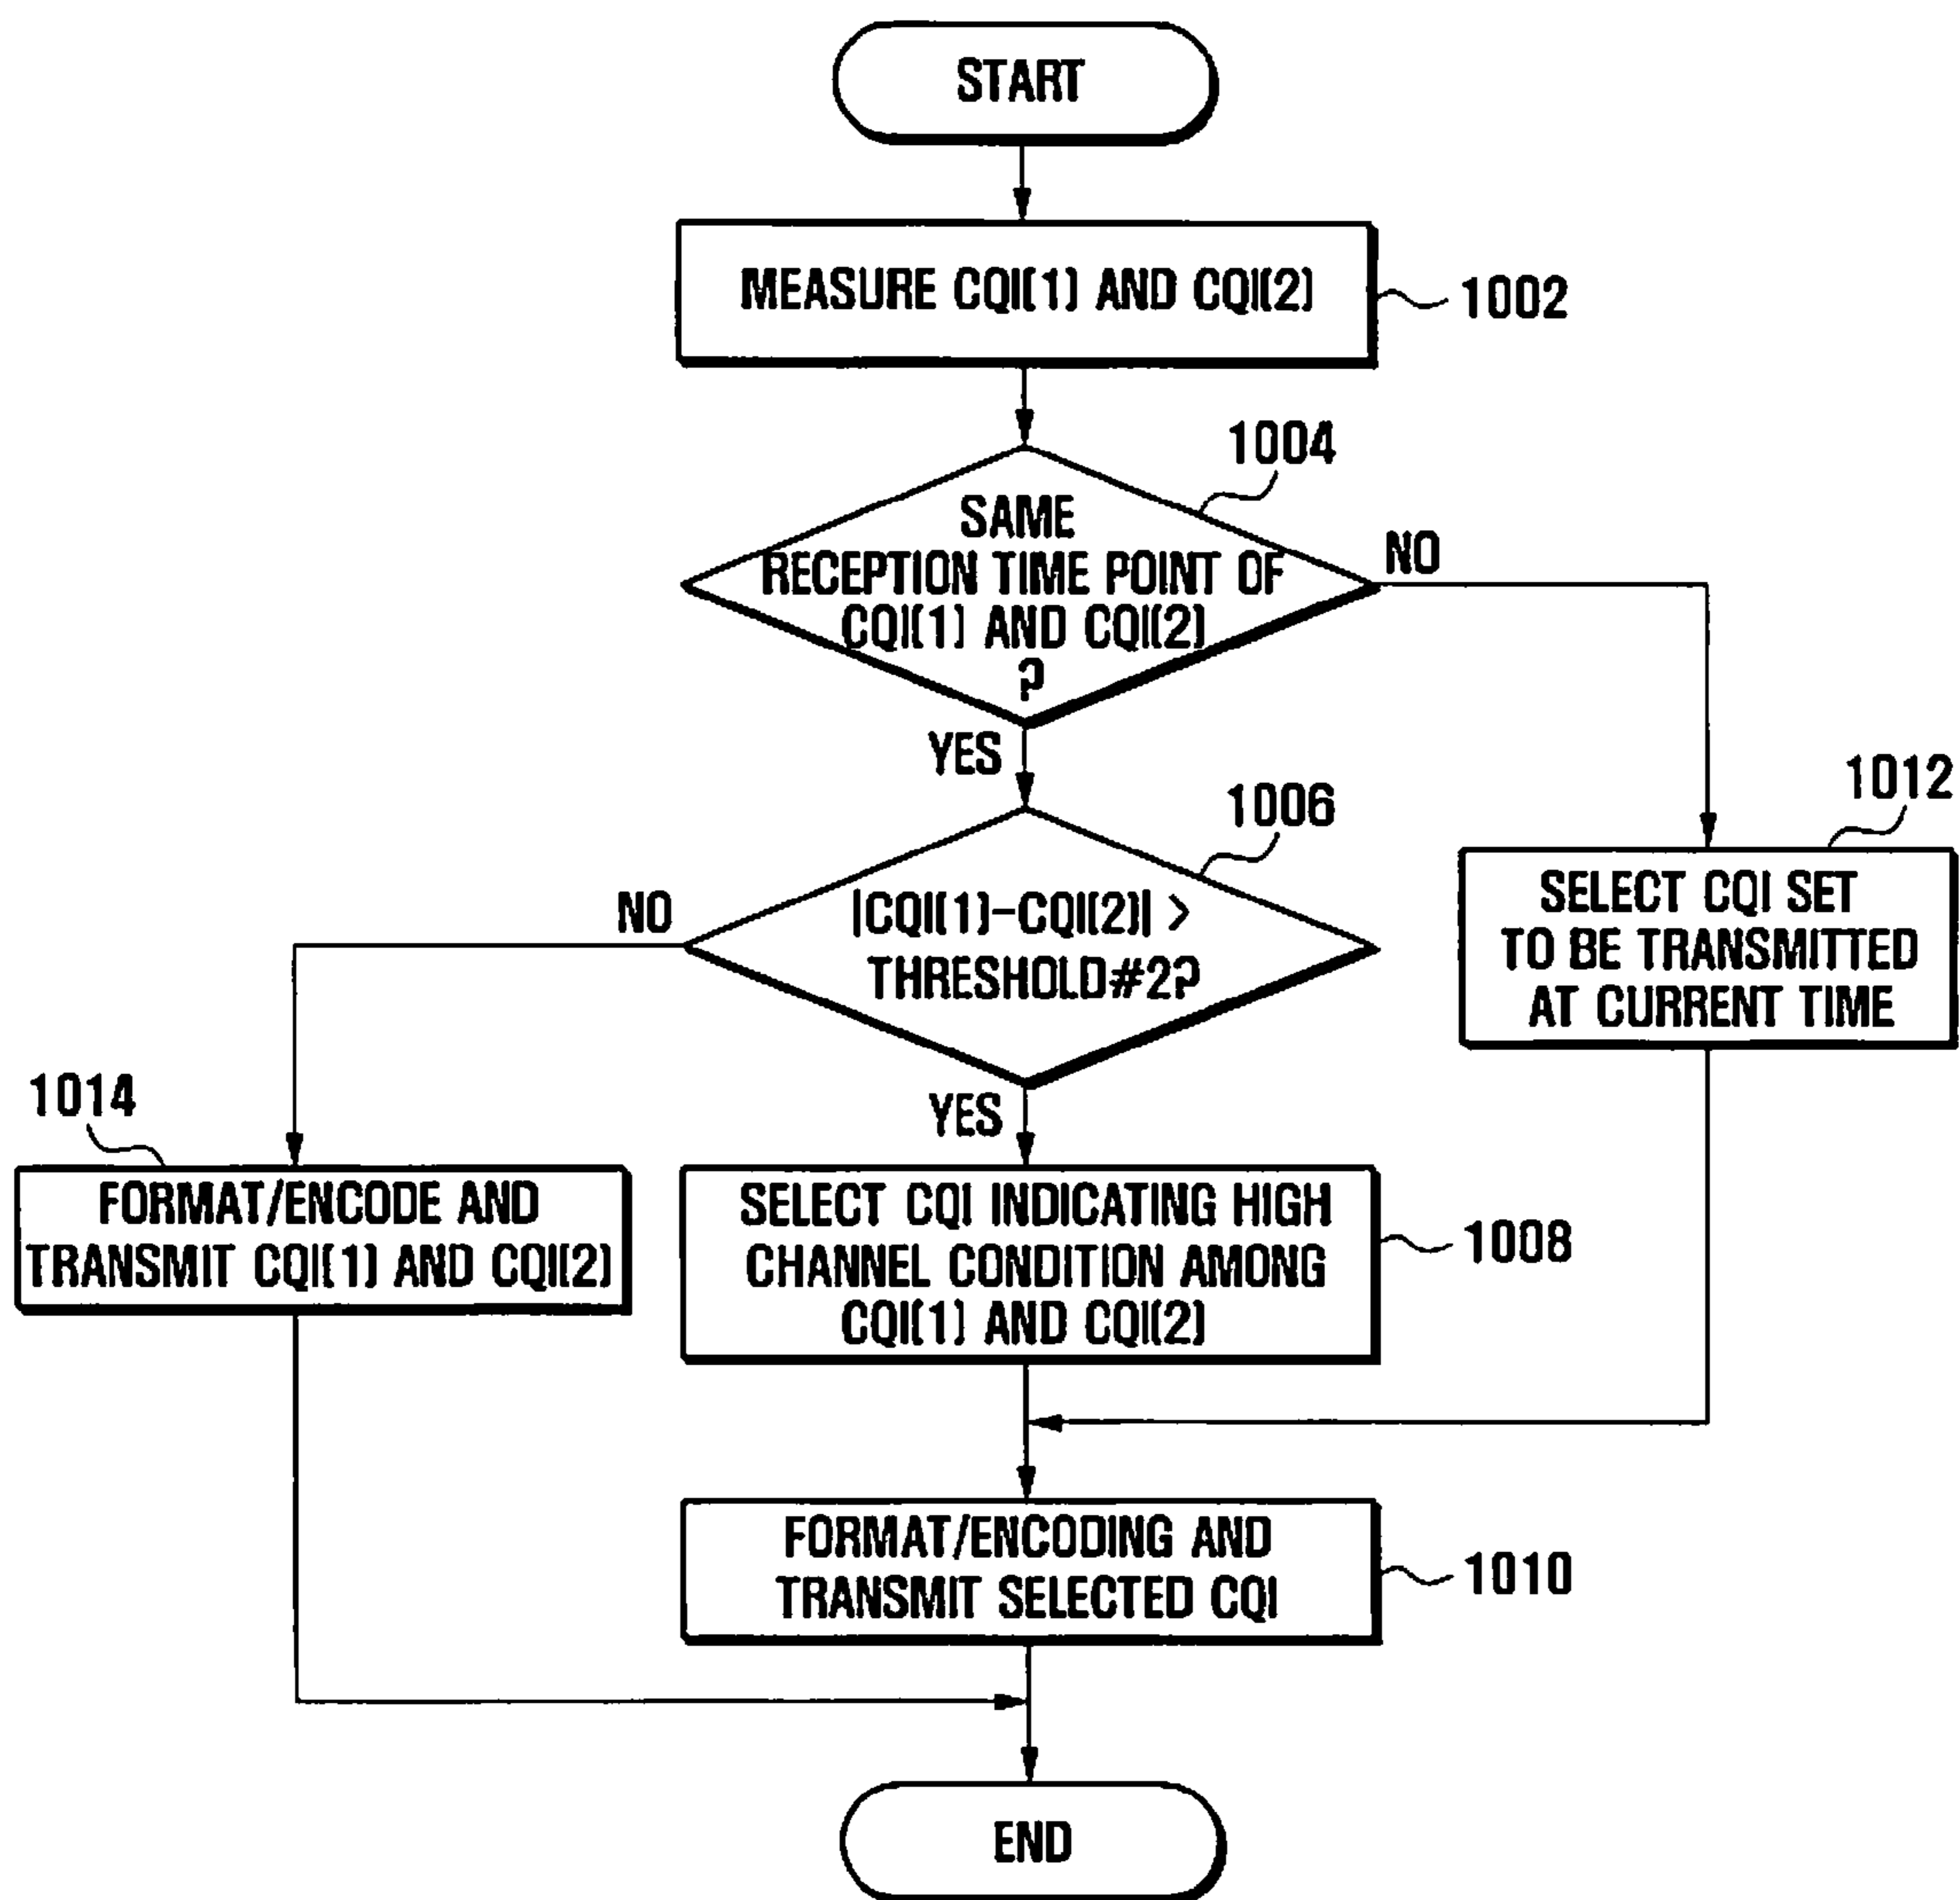 START
MEASURE CQI(1) AND CQI(2)
1002
1004
SAME
RECEPTION TIME POINT OF
CQI(1) AND CQI(2)
?
NO
YES
1006
|CQI(1)-CQI(2)| >
THRESHOLD#2?
NO
YES
1012
SELECT CQI SET
TO BE TRANSMITTED
AT CURRENT TIME
1014
FORMAT/ENCODE AND
TRANSMIT CQI(1) AND CQI(2)
SELECT CQI INDICATING HIGH
CHANNEL CONDITION AMONG
CQI(1) AND CQI(2)
1008
FORMAT/ENCODING AND
TRANSMIT SELECTED CQI
1010
END